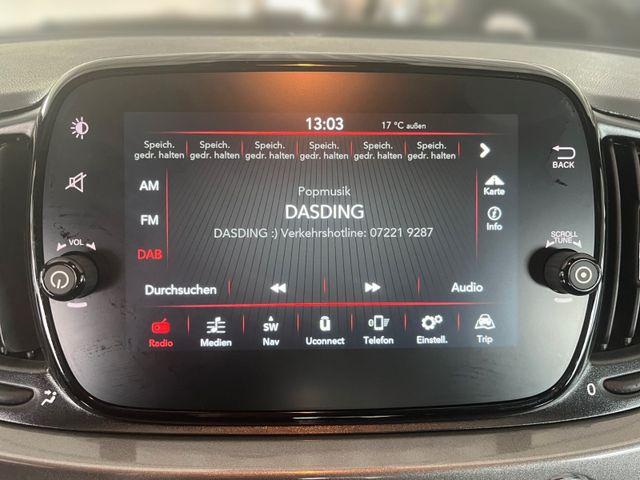 13:03 17 °C außen
Speich. Speich. Speich. Speich. Speich. Speich.
gedr. halten gedr. halten gedr. halten gedr. halten gedr. halten gedr. halten
BACK
AM
Popmusik
Karte
DASDING
FM
DASDING :) Verkehrshotline: 07221 9287
Info
VOL
DAB
SCROLL
TUNE
Durchsuchen
Audio
SW
Radio Medien Nav Uconnect Telefon Einstell. Trip
0